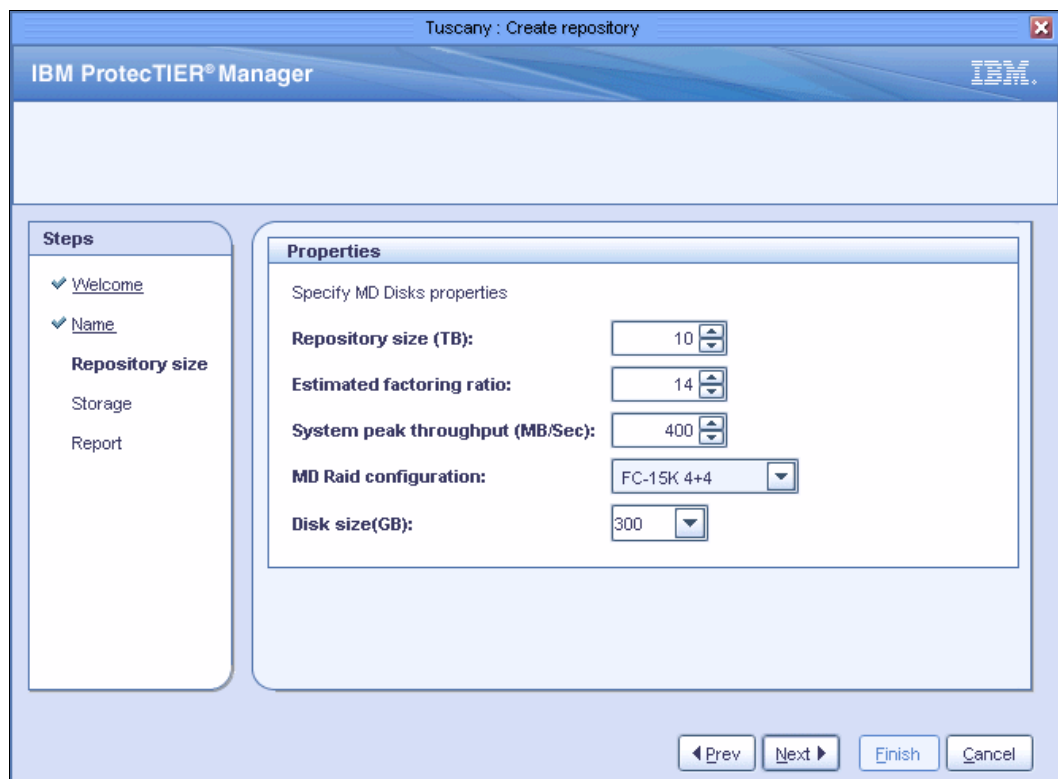 Tuscany : Create repository
IBM ProtecTIER® Manager
IBM.
Steps
Welcome
Name
Repository size
Storage
Report
Properties
Specify MD Disks properties
Repository size (TB): 10
Estimated factoring ratio: 14
System peak throughput (MB/Sec): 400
MD Raid configuration: FC-15K 4+4
Disk size(GB): 300
Prev Next Finish Cancel